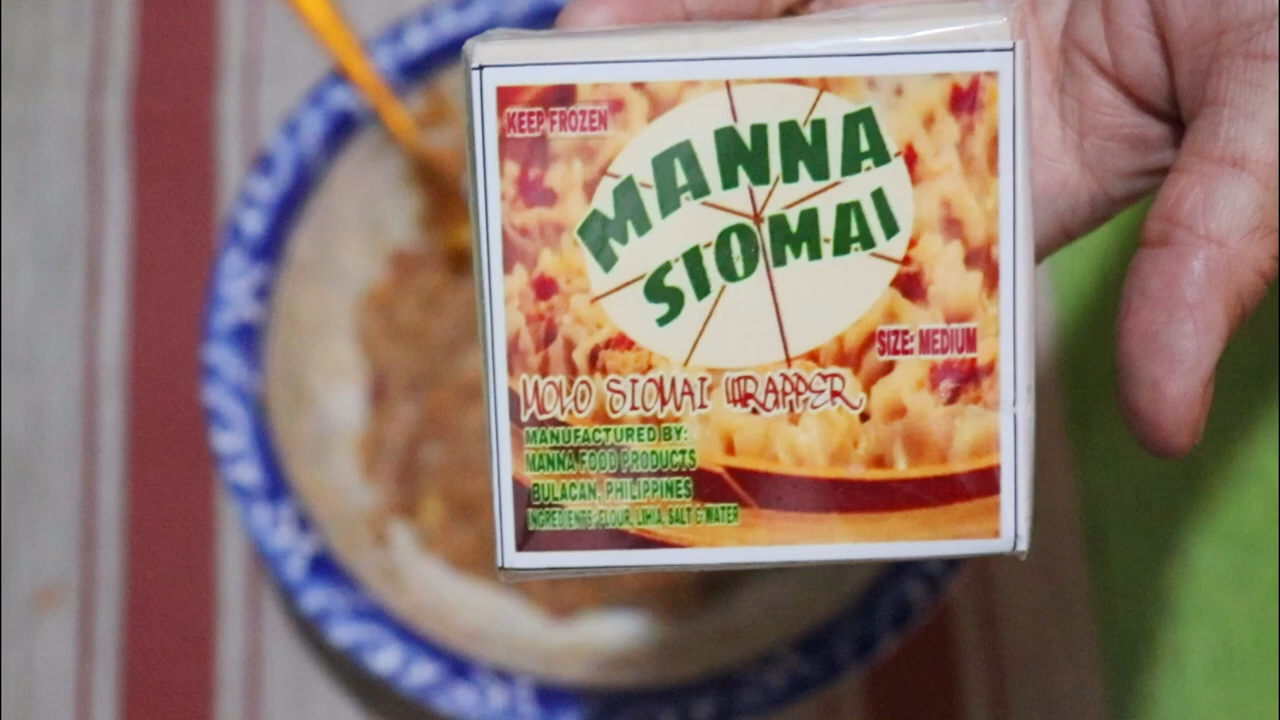 KEEP FROZEN
MANNA
SIOMAI
SIZE: MEDIUM
MOLO SIOMAI WRAPPER
MANUFACTURED BY:
MANNA FOOD PRODUCTS
BULACAN, PHILIPPINES
INGREDIENTS: FLOUR, LIHIA, SALT & WATER